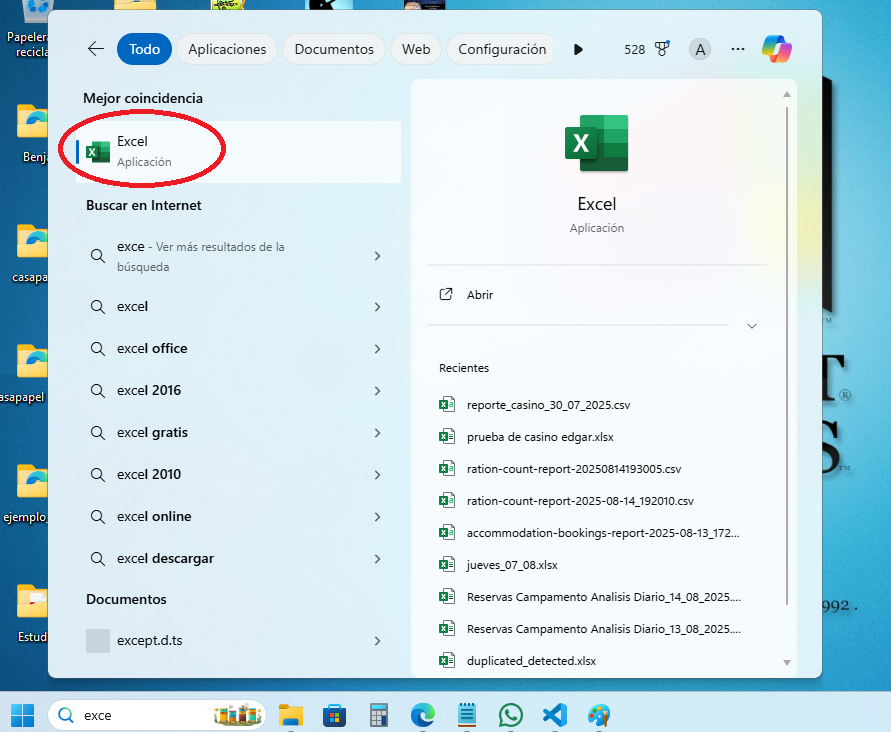 Todo
Aplicaciones
Documentos
Web
Configuración
528
A
Mejor coincidencia
Excel
Aplicación
Buscar en Internet
exce - Ver más resultados de la
búsqueda
excel
excel office
excel 2016
excel gratis
excel 2010
excel online
excel descargar
Documentos
except.d.ts
Excel
Aplicación
Abrir
Recientes
reporte_casino_30_07_2025.csv
prueba de casino edgar.xlsx
ration-count-report-20250814193005.csv
ration-count-report-2025-08-14_192010.csv
accommodation-bookings-report-2025-08-13_172...
jueves_07_08.xlsx
Reservas Campamento Analisis Diario_14_08_2025....
Reservas Campamento Analisis Diario_13_08_2025....
duplicated_detected.xlsx
Papeler
recicla
Benja
casapa
asapapel
ejemplo_
Estud
TM
T®
S™
992 .
exce